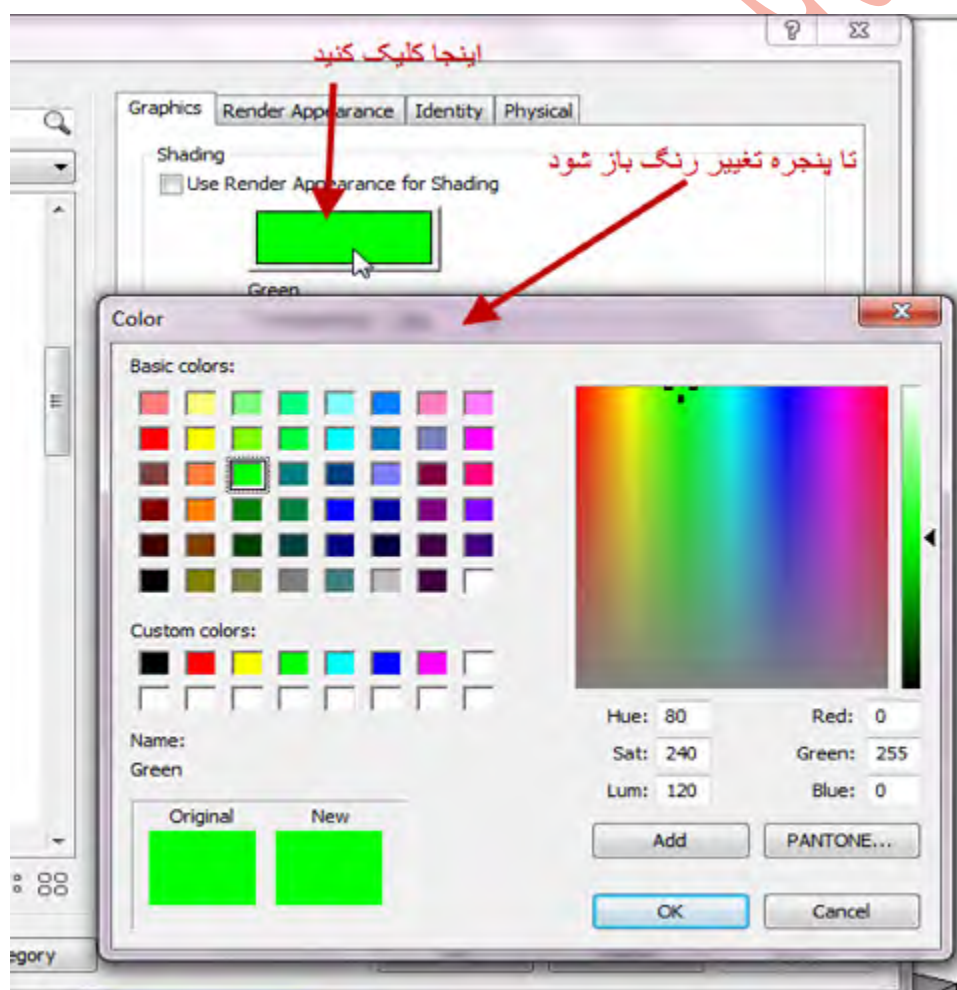 اینجا کلیک کنید
Graphics Render Appearance Identity Physical
Shading
Use Render Appearance for Shading
تا پنجره تغییر رنگ باز شود
Green
Color
Basic colors:
Custom colors:
Hue: 80 Red: 0
Name:
Sat: 240 Green: 255
Green
Lum: 120 Blue: 0
Original New
Add PANTONE...
OK Cancel
egory